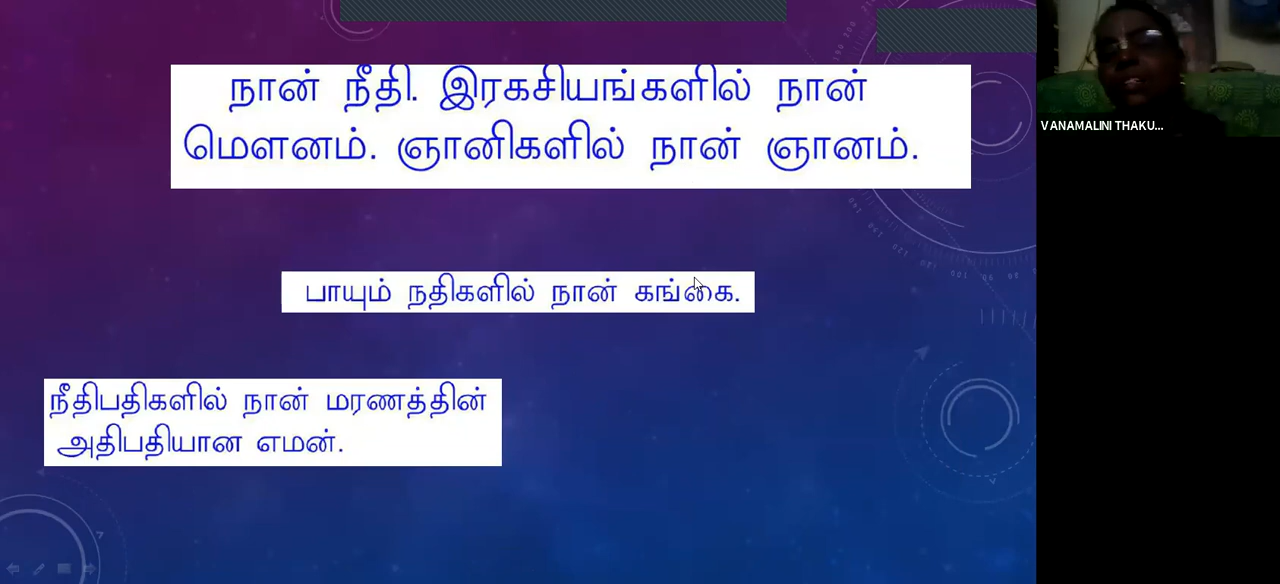 நான் நீதி. இரகசியங்களில் நான்
மௌனம். ஞானிகளில் நான் ஞானம்.
பாயும் நதிகளில் நான் கங்கை.
நீதிபதிகளில் நான் மரணத்தின்
அதிபதியான எமன்.
VANAMALINI THAKU...